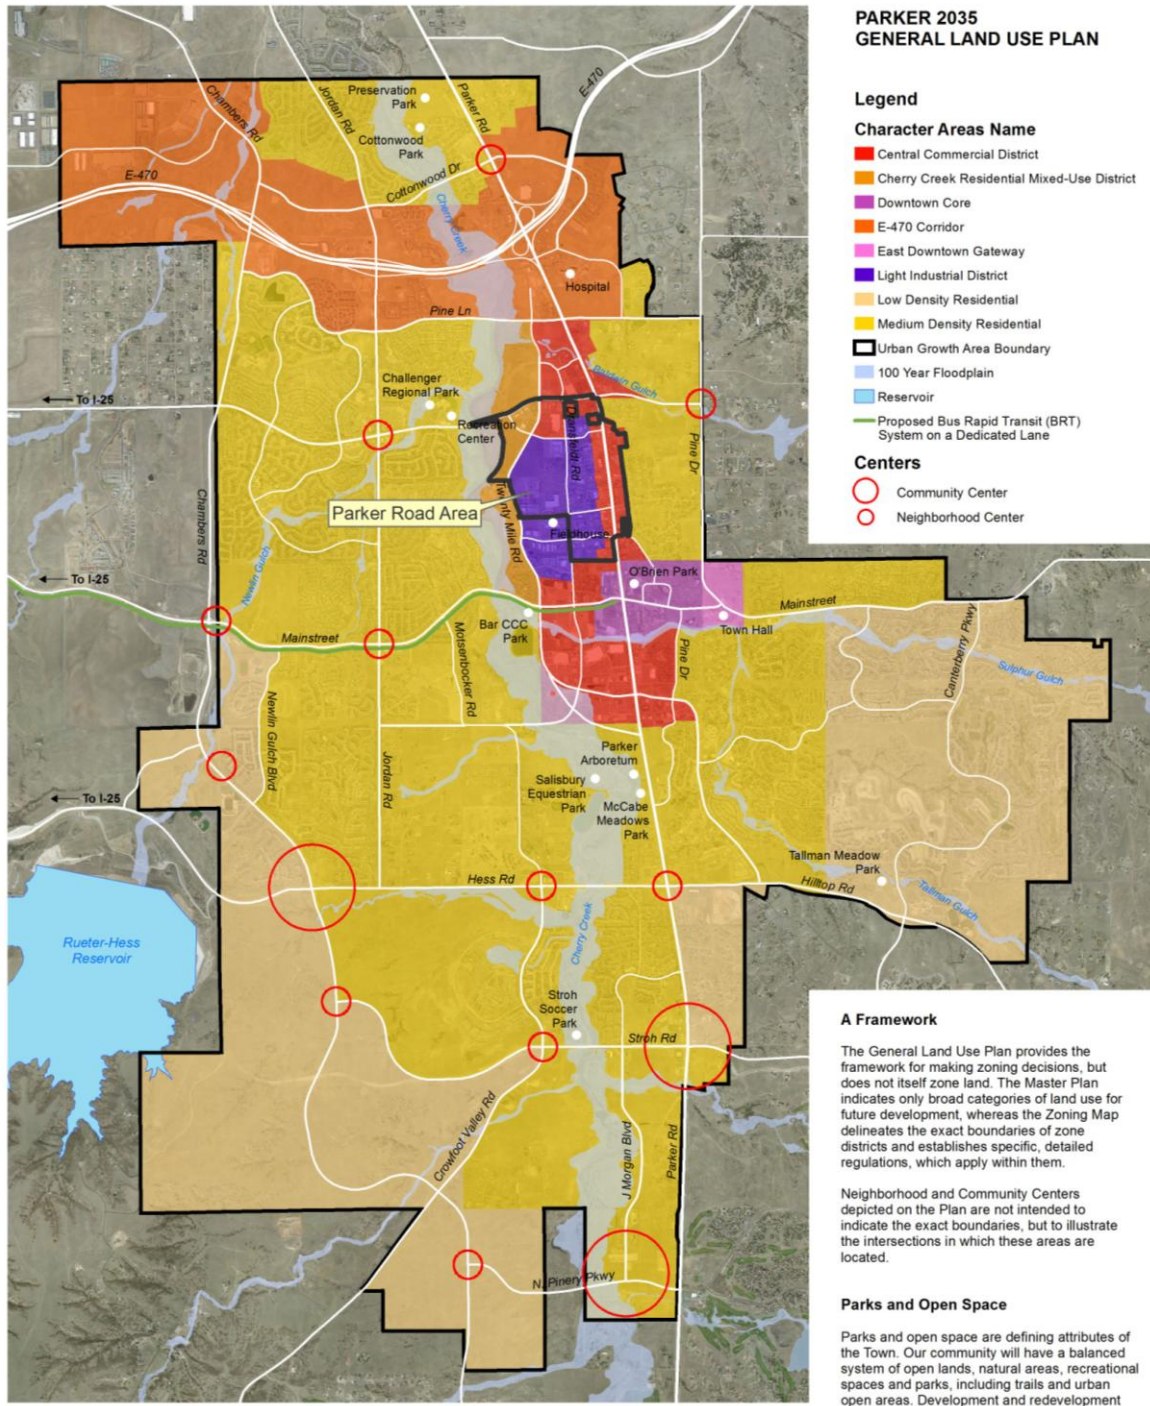 PARKER 2035
GENERAL LAND USE PLAN
Legend
Character Areas Name
Central Commercial District
Cherry Creek Residential Mixed-Use District
Downtown Core
E-470 Corridor
East Downtown Gateway
Light Industrial District
Low Density Residential
Medium Density Residential
Urban Growth Area Boundary
100 Year Floodplain
Reservoir
Proposed Bus Rapid Transit (BRT)
System on a Dedicated Lane
Centers
Community Center
Neighborhood Center
Chambers Rd
Jordan Rd
Preservation
Park
Parker Rd
E-470
Cottonwood
Park
E-470
Cottonwood Dr
Cherry Creek
Hospital
Pine Ln
Baldwin Gulch
Challenger
Regional Park
To I-25
Recreation
Center
Pine Dr
Chambers Rd
Parker Road Area
Twenty Mile Rd
Fieldhouse
Newlin Gulch
To I-25
O'Brien Park
Mainstreet
Mainstreet
Bar CCC
Park
Town Hall
Motsenbocker Rd
Pine Dr
Canterberry Pkwy
Sulphur Gulch
Newlin Gulch Blvd
Jordan Rd
Parker
Arboretum
Salisbury
Equestrian
Park
McCabe
Meadows
Park
To I-25
Tallman Meadow
Park
Hess Rd
Hilltop Rd
Tallman Gulch
Cherry Creek
Rueter-Hess
Reservoir
Stroh
Soccer
Park
Stroh Rd
Crowfoot Valley Rd
J Morgan Blvd
Parker Rd
N. Pinery Pkwy
A Framework
The General Land Use Plan provides the
framework for making zoning decisions, but
does not itself zone land. The Master Plan
indicates only broad categories of land use for
future development, whereas the Zoning Map
delineates the exact boundaries of zone
districts and establishes specific, detailed
regulations, which apply within them.
Neighborhood and Community Centers
depicted on the Plan are not intended to
indicate the exact boundaries, but to illustrate
the intersections in which these areas are
located.
Parks and Open Space
Parks and open space are defining attributes of
the Town. Our community will have a balanced
system of open lands, natural areas, recreational
spaces and parks, including trails and urban
open areas. Development and redevelopment